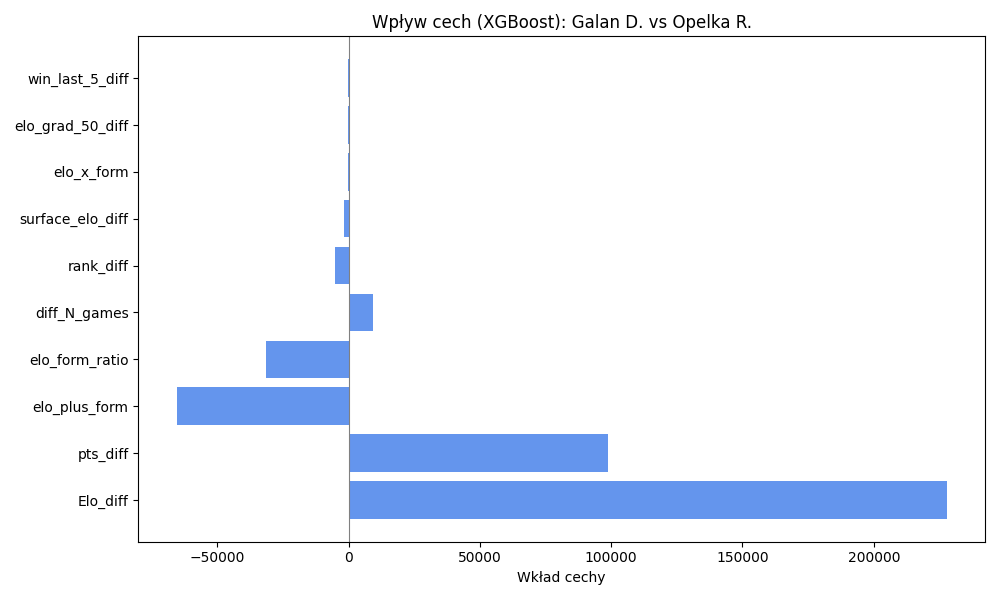 Wpływ cech (XGBoost): Galan D. vs Opelka R.
win_last_5_diff
elo_grad_50_diff
elo_x_form
surface_elo_diff
rank_diff
diff_N_games
elo_form_ratio
elo_plus_form
pts_diff
Elo_diff
−50000 0 50000 100000 150000 200000
Wkład cechy